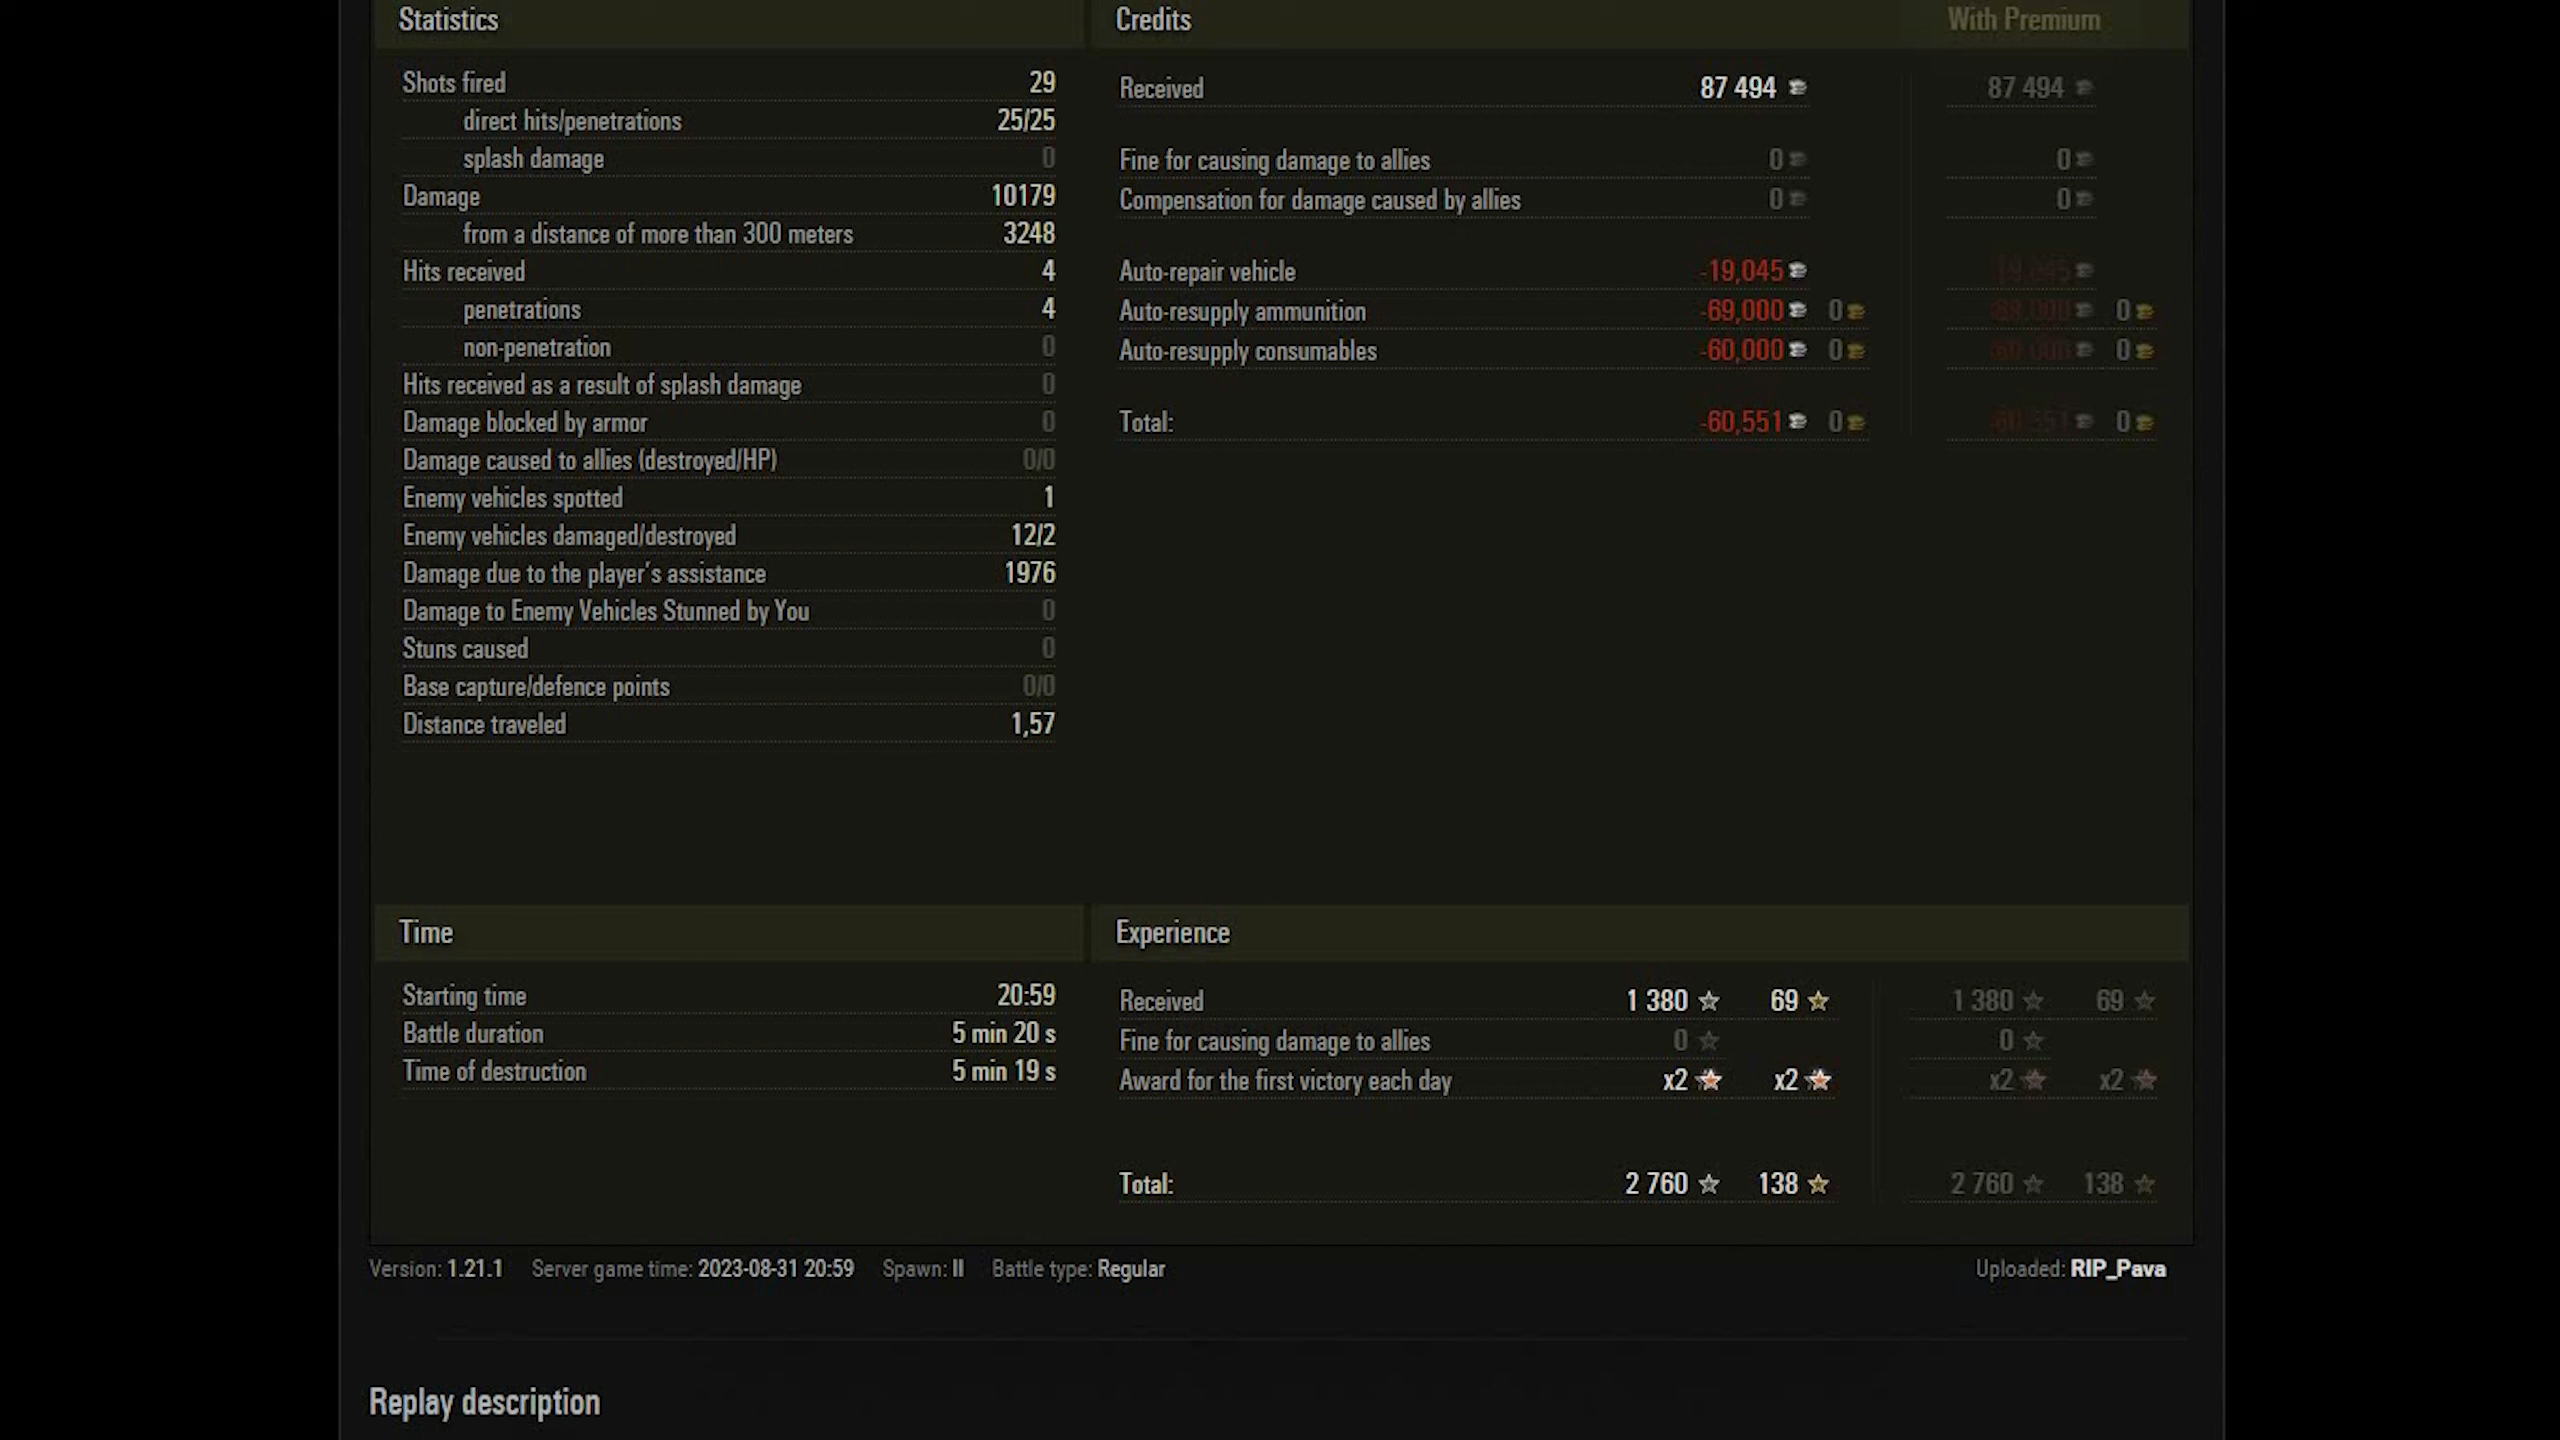 Statistics
Shots fired 29
direct hits/penetrations 25/25
splash damage 0
Damage 10179
from a distance of more than 300 meters 3248
Hits received 4
penetrations 4
non-penetration 0
Hits received as a result of splash damage 0
Damage blocked by armor 0
Damage caused to allies (destroyed/HP) 0/0
Enemy vehicles spotted 1
Enemy vehicles damaged/destroyed 12/2
Damage due to the player's assistance 1976
Damage to Enemy Vehicles Stunned by You 0
Stuns caused 0
Base capture/defence points 0/0
Distance traveled 1,57
Credits With Premium
Received 87 494 87 494
Fine for causing damage to allies 0 0
Compensation for damage caused by allies 0 0
Auto-repair vehicle -19,045
Auto-resupply ammunition -69,000 0 0
Auto-resupply consumables -60,000 0 0
Total: -60,551 0 -60,551 0
Time
Starting time 20:59
Battle duration 5 min 20 s
Time of destruction 5 min 19 s
Experience
Received 1 380 69 1 380 69
Fine for causing damage to allies 0 0
Award for the first victory each day x2 x2 x2 x2
Total: 2 760 138 2 760 138
Version: 1.21.1 Server game time: 2023-08-31 20:59 Spawn: II Battle type: Regular Uploaded: RIP_Pava
Replay description